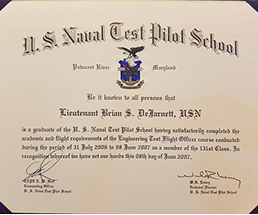 U. S. Naval Test Pilot School
Patuxent River Maryland
Be it known to all persons that
Lieutenant Brian S. DeJarnett, USN
is a graduate of the U. S. Naval Test Pilot School having satisfactorily completed the
academic and flight requirements of the Engineering Test Flight Officer course conducted
during the period of 31 July 2006 to 08 June 2007 as a member of the 131st Class. In
recognition whereof we have set our hands this 08th day of June 2007.
Commanding Officer
U. S. Naval Test Pilot School
Technical Director
U. S. Naval Test Pilot School